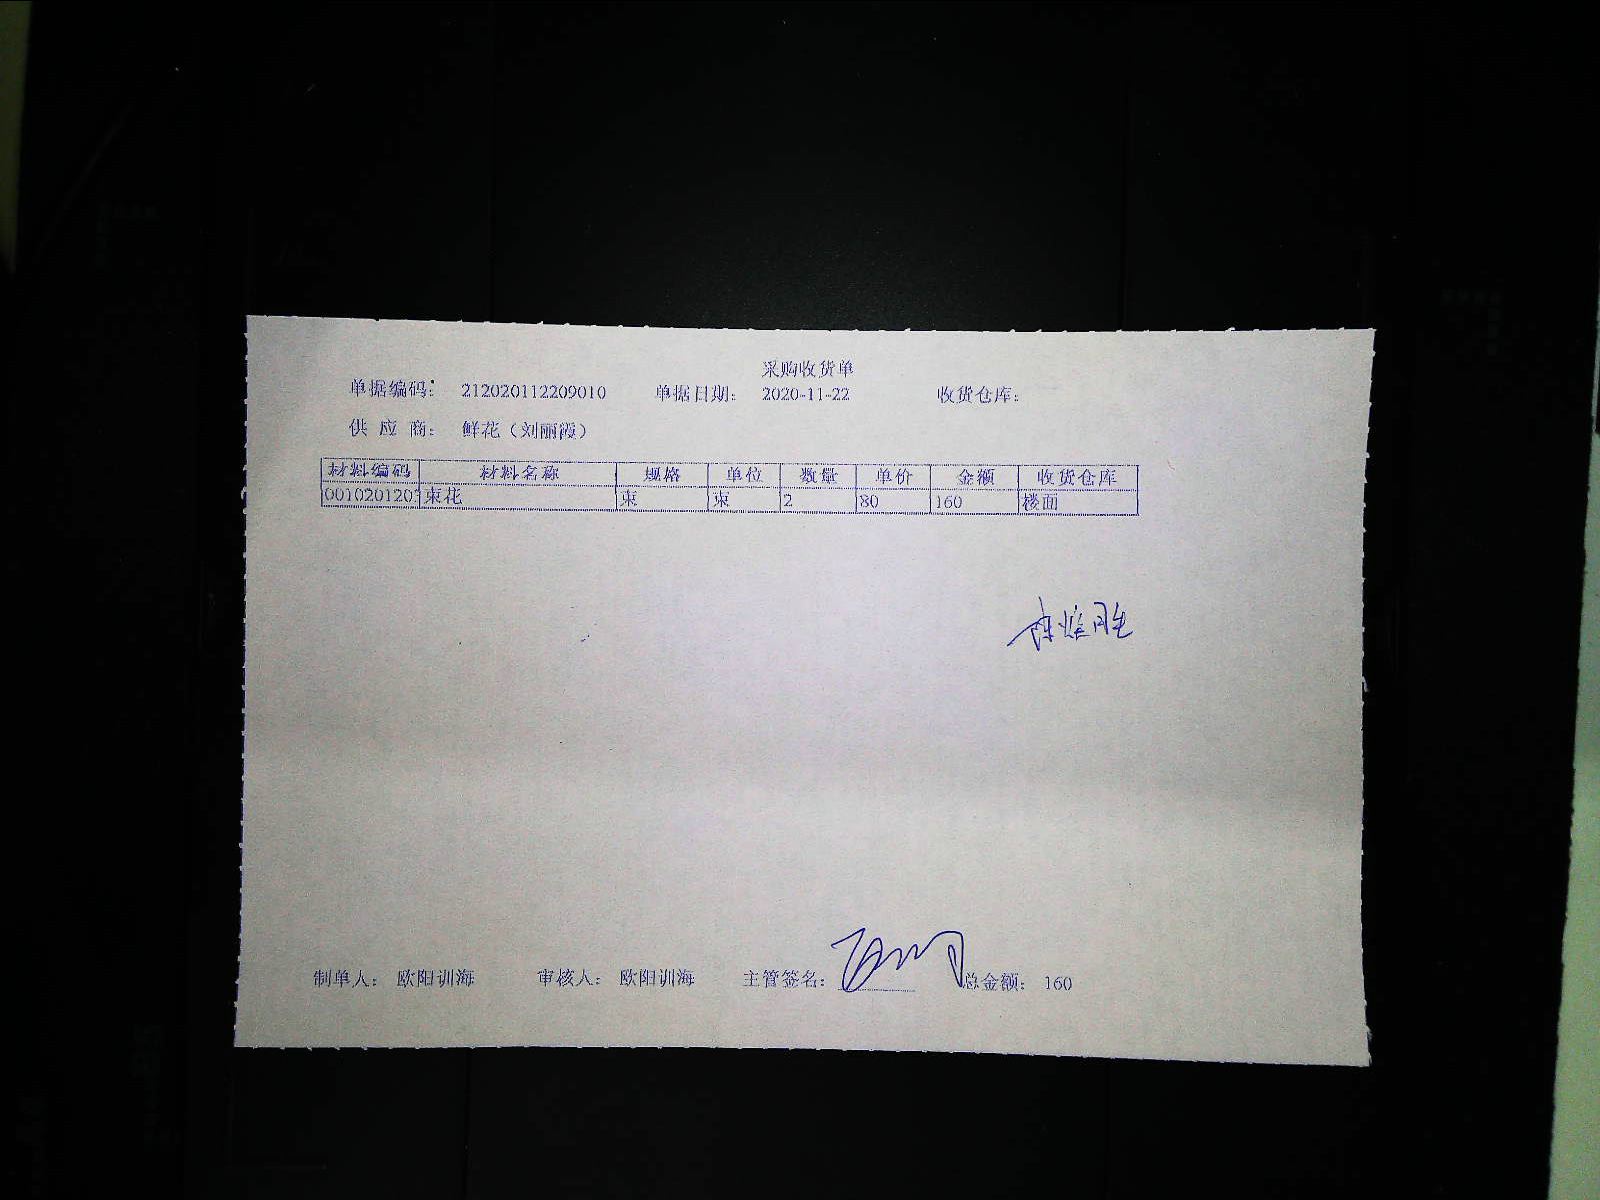 采购收货单
单据编码： 212020112209010 单据日期： 2020-11-22 收货仓库：
供 应 商： 鲜花（刘丽霞）
材料编码 材料名称 规格 单位 数量 单价 金额 收货仓库
001020120 束花 束 束 2 80 160 楼面
制单人： 欧阳训海 审核人： 欧阳训海 主管签名： 总金额： 160